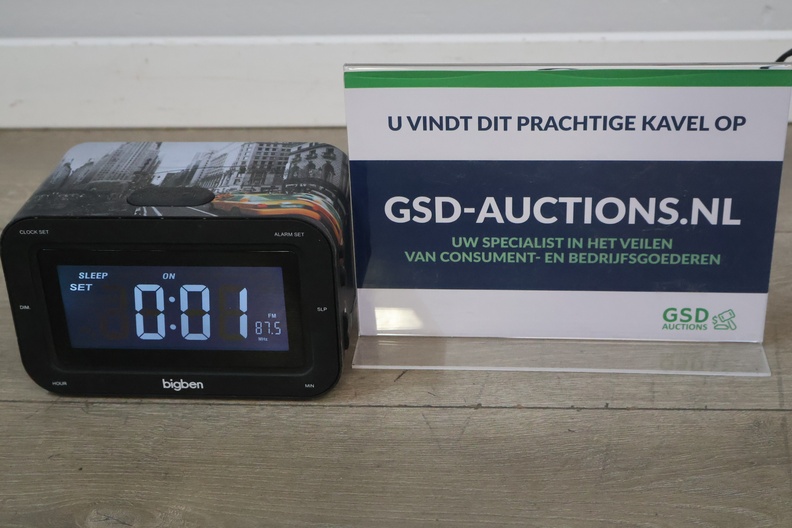 CLOCK SET
ALARM SET
SLEEP ON
SET
0:01
FM
87.5
MHz
DIM.
SLP
HOUR
bigben
MIN
U VINDT DIT PRACHTIGE KAVEL OP
GSD-AUCTIONS.NL
UW SPECIALIST IN HET VEILEN
VAN CONSUMENT- EN BEDRIJFSGOEDEREN
GSD
AUCTIONS